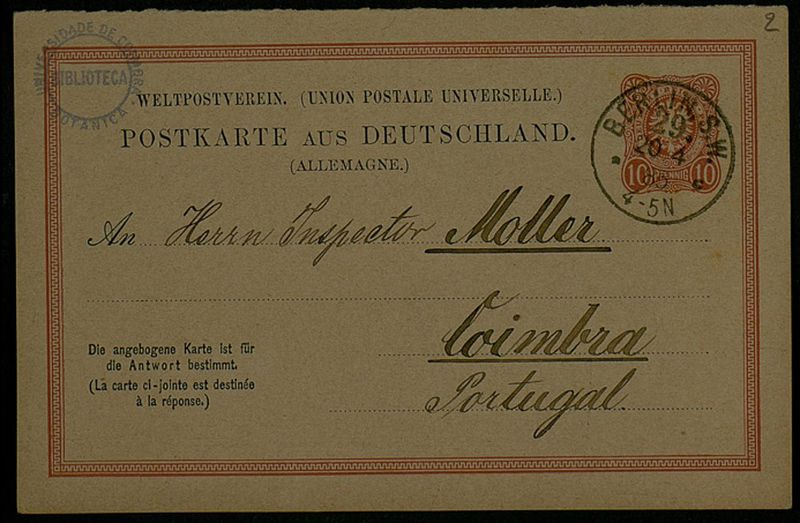 2
UNIVERSIDADE DE COIMBRA
BIBLIOTECA
BOTANICA
WELTPOSTVEREIN. (UNION POSTALE UNIVERSELLE.)
POSTKARTE AUS DEUTSCHLAND.
(ALLEMAGNE.)
BERLIN, S.W.
29.
20 4
4-5N
10 PFENNIG 10
An Herrn Inspector Moller
Coimbra
Portugal.
Die angebogene Karte ist für
die Antwort bestimmt.
(La carte ci-jointe est destinée
à la réponse.)